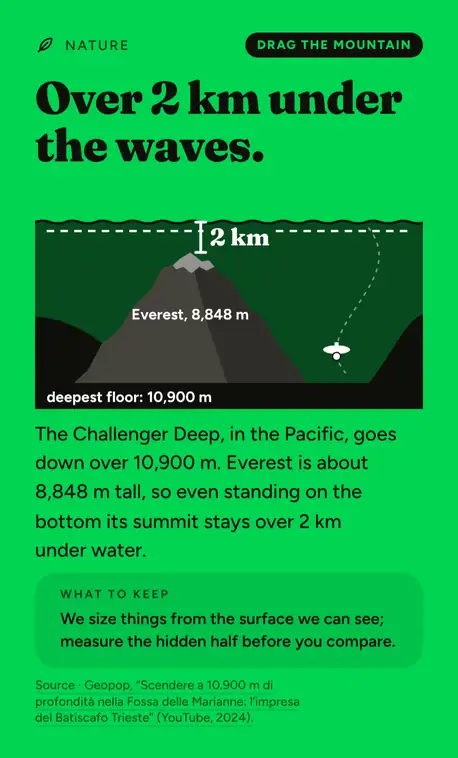 NATURE
DRAG THE MOUNTAIN
Over 2 km under
the waves.
2 km
Everest, 8,848 m
deepest floor: 10,900 m
The Challenger Deep, in the Pacific, goes
down over 10,900 m. Everest is about
8,848 m tall, so even standing on the
bottom its summit stays over 2 km
under water.
WHAT TO KEEP
We size things from the surface we can see;
measure the hidden half before you compare.
Source · Geopop, “Scendere a 10.900 m di
profondità nella Fossa delle Marianne: l’impresa
del Batiscafo Trieste” (YouTube, 2024).